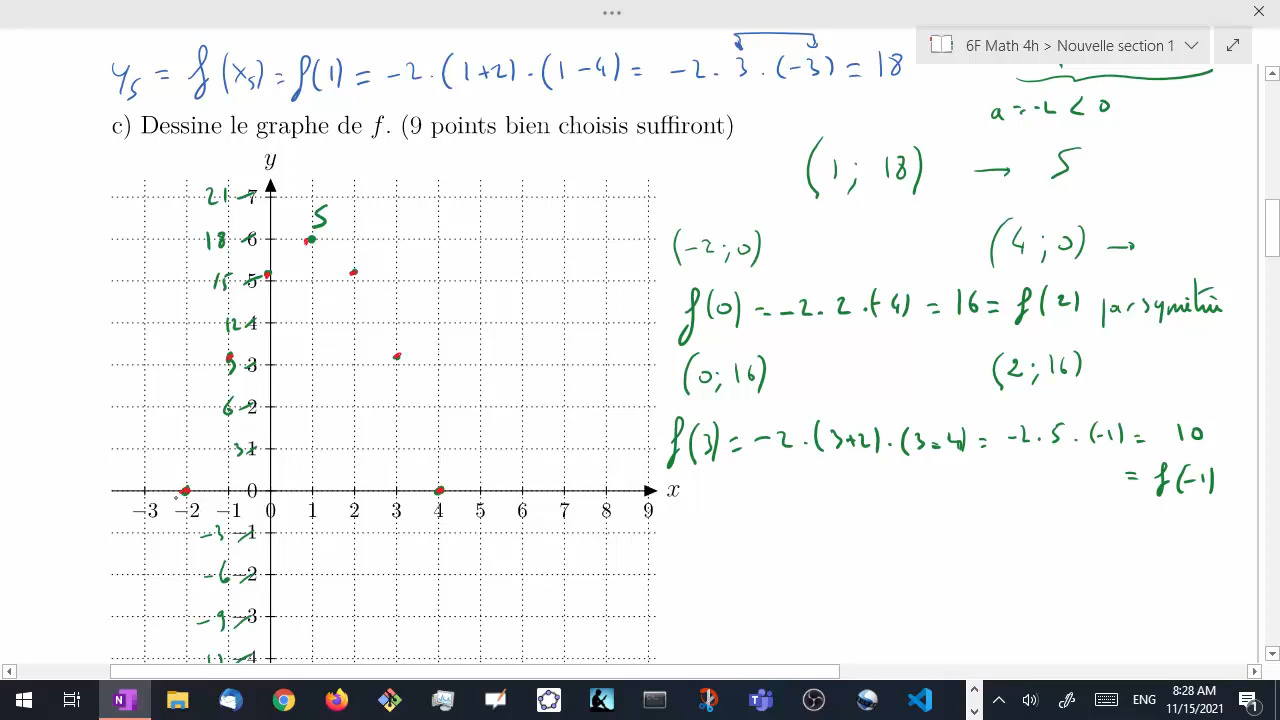 6F Math 4h > Nouvelle section 1
y_S = f(x_S) = f(1) = -2 · (1+2) · (1-4) = -2 · 3 · (-3) = 18
a = -2 < 0
c) Dessine le graphe de f. (9 points bien choisis suffiront)
(1 ; 18) → S
y
21 7
S
18 6
15 5
12 4
9 3
6 2
3 1
0
−3 −2 −1 0 1 2 3 4 5 6 7 8 9 x
-3 −1
-6 −2
-9 −3
−4
(-2 ; 0) (4 ; 0) →
f(0) = -2 · 2 · (-4) = 16 = f(2) par symétrie
(0 ; 16) (2 ; 16)
f(3) = -2 · (3+2) · (3-4) = -2 · 5 · (-1) = 10
= f(-1)
ENG
8:28 AM
11/15/2021
1